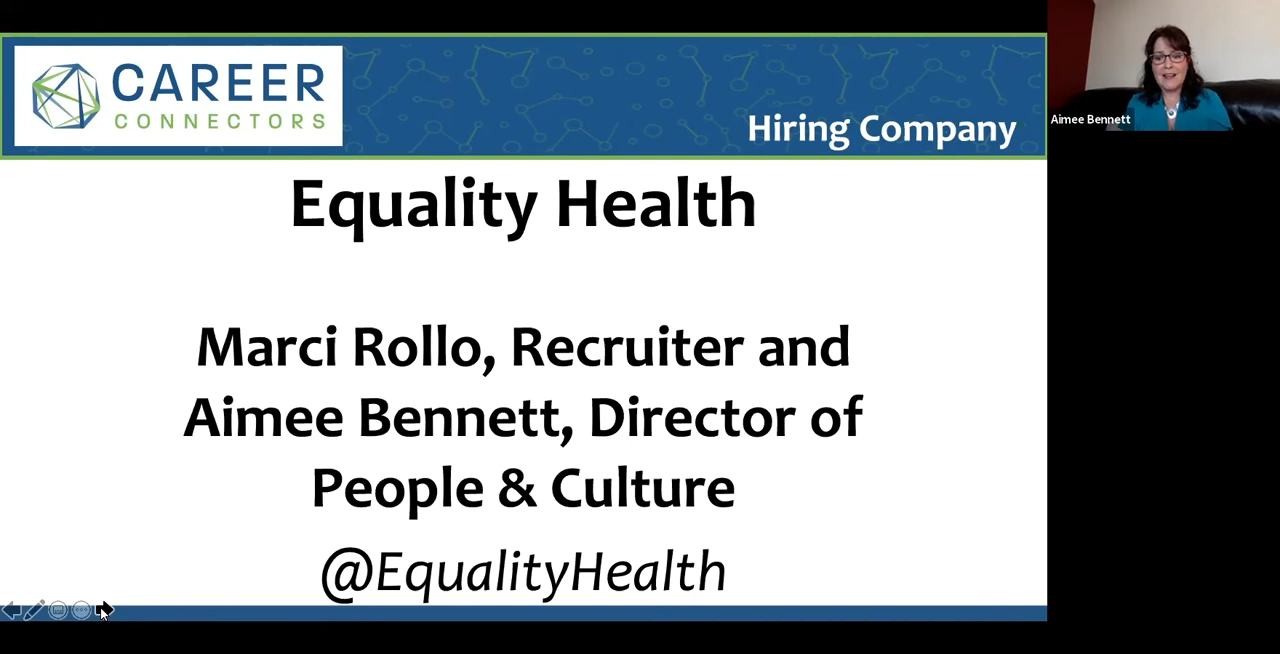 CAREER
CONNECTORS
Hiring Company
Aimee Bennett
Equality Health
Marci Rollo, Recruiter and
Aimee Bennett, Director of
People & Culture
@EqualityHealth